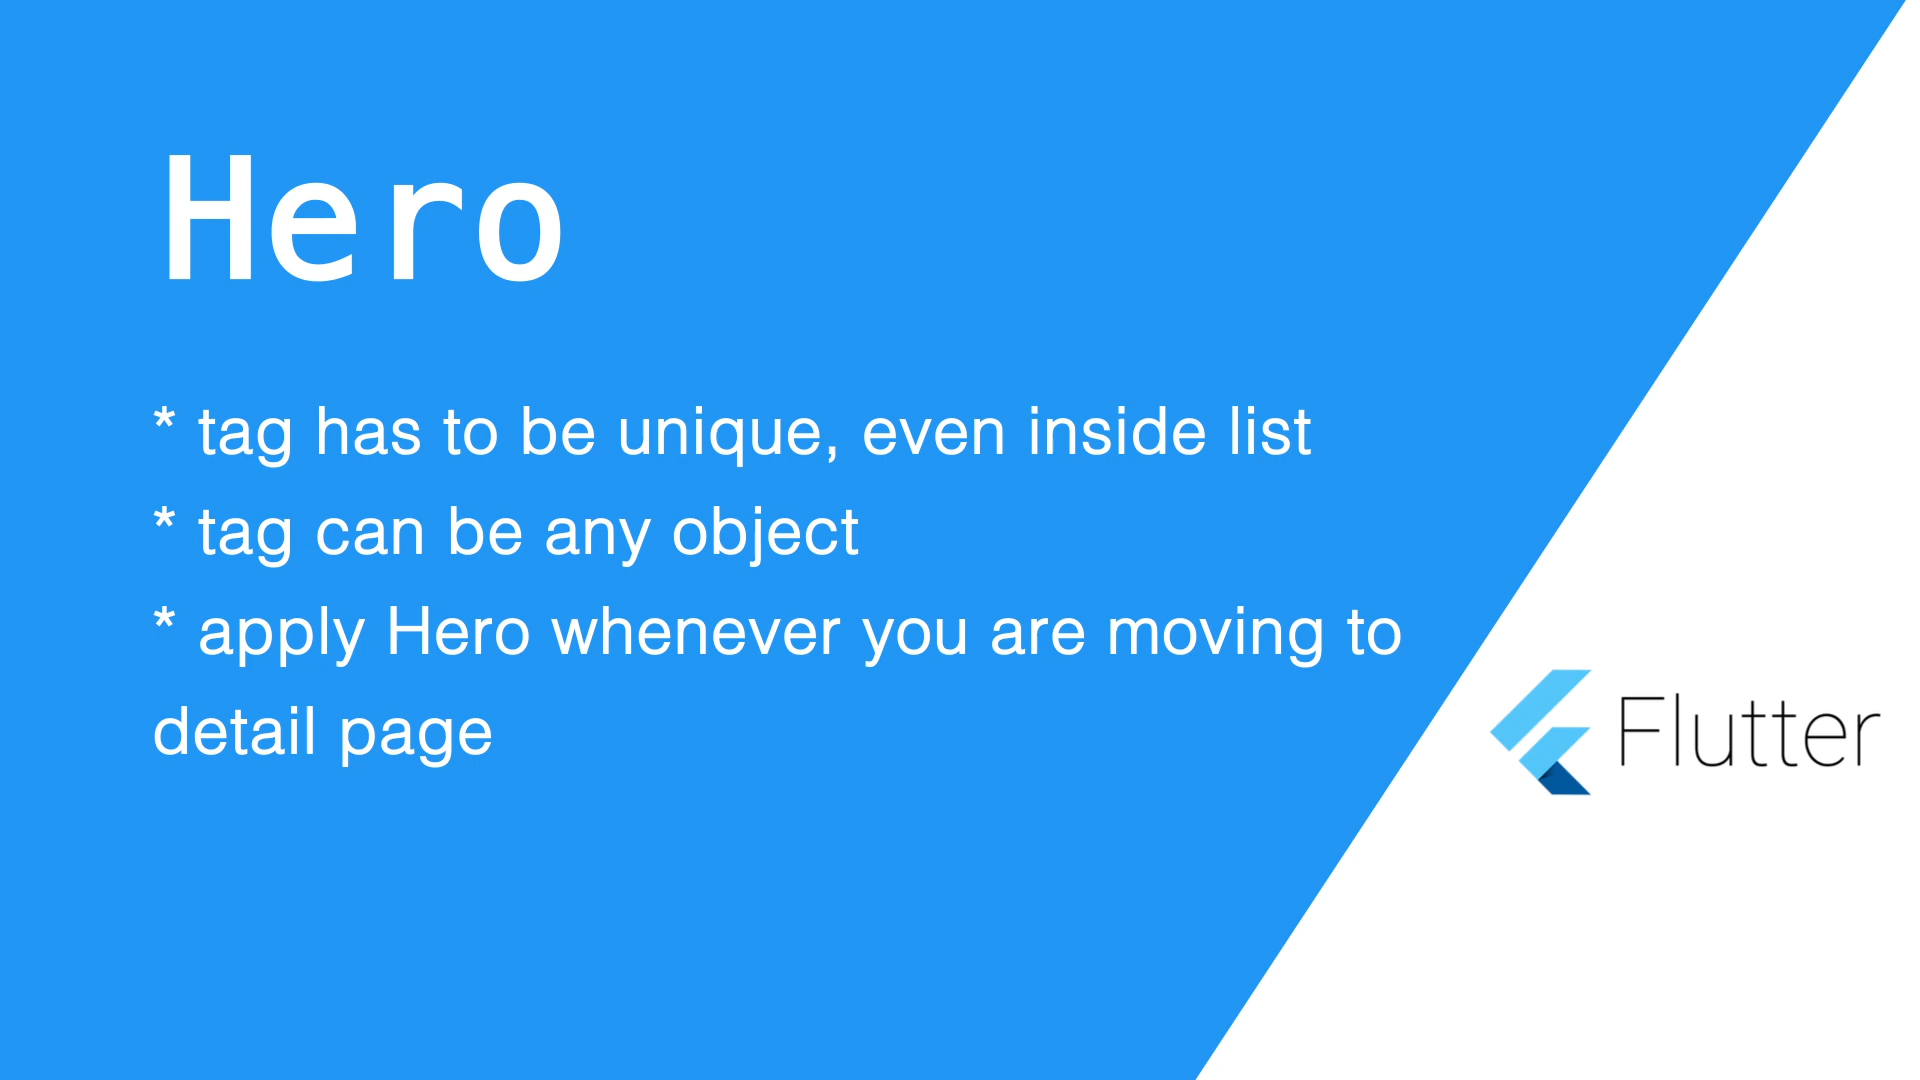 Hero
* tag has to be unique, even inside list
* tag can be any object
* apply Hero whenever you are moving to
detail page
Flutter